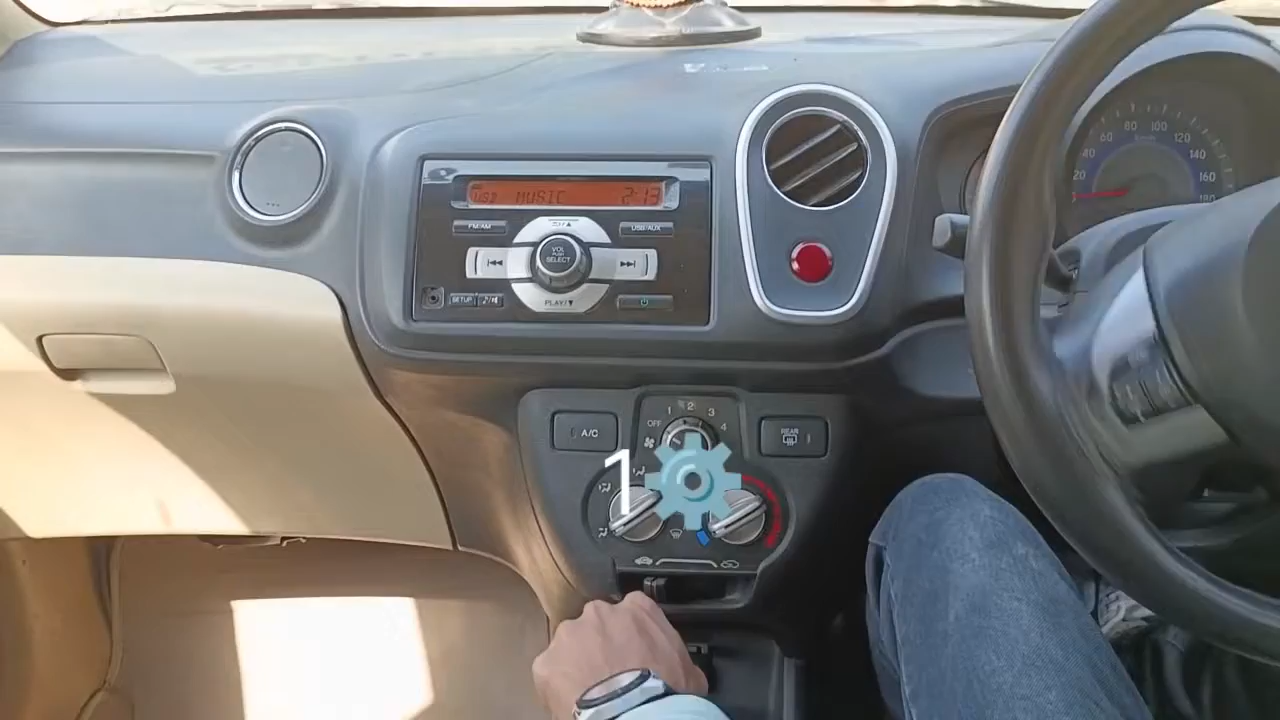 USB MUSIC 2:13
FM/AM
USB/AUX
VOL
PUSH
SELECT
SETUP
PLAY/▼
20 40 60 80 100 120 140 160 180
OFF 1 2 3 4
A/C
REAR
1